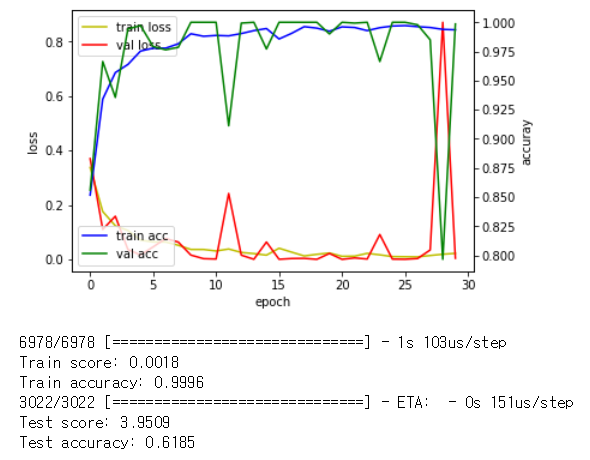 train loss
val loss
train acc
val acc
0.8
0.6
0.4
0.2
0.0
loss
1.000
0.975
0.950
0.925
0.900
0.875
0.850
0.825
0.800
accuray
0 5 10 15 20 25 30
epoch
6978/6978 [==============================] - 1s 103us/step
Train score: 0.0018
Train accuracy: 0.9996
3022/3022 [==============================] - ETA:  - 0s 151us/step
Test score: 3.9509
Test accuracy: 0.6185